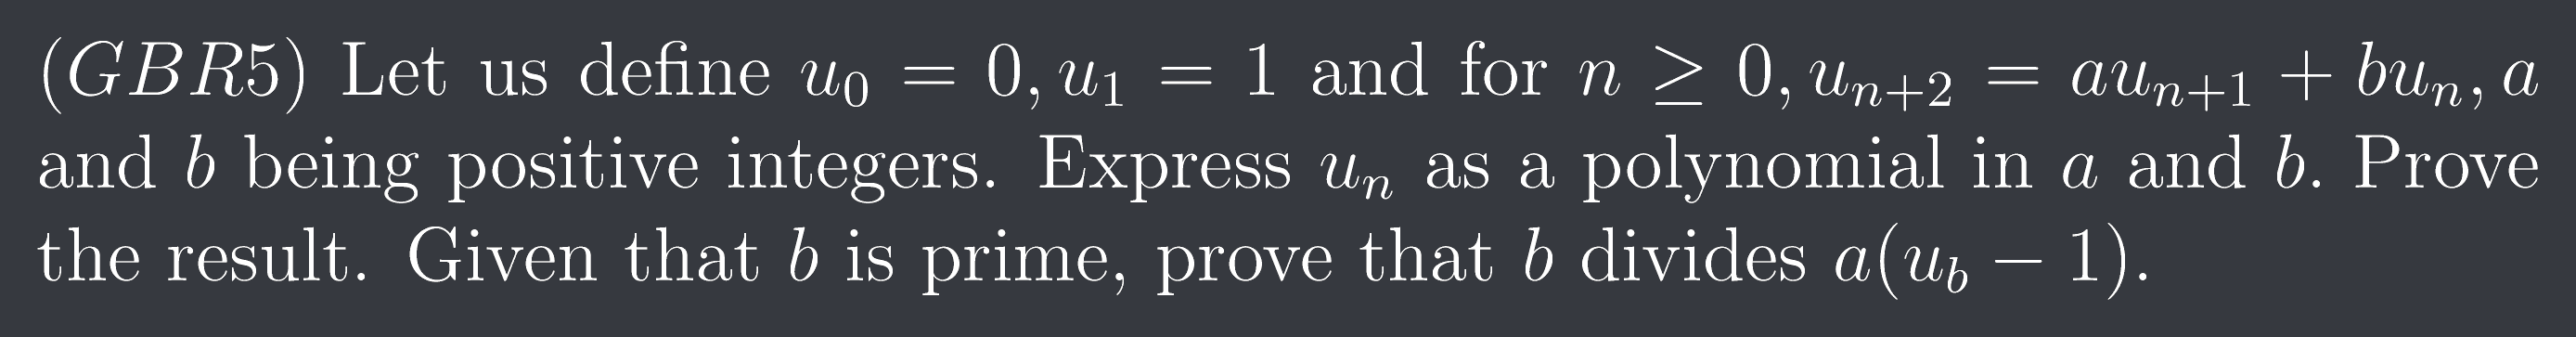 (GBR5) Let us define u₀ = 0, u₁ = 1 and for n ≥ 0, uₙ₊₂ = auₙ₊₁ + buₙ, a
and b being positive integers. Express uₙ as a polynomial in a and b. Prove
the result. Given that b is prime, prove that b divides a(u_b − 1).